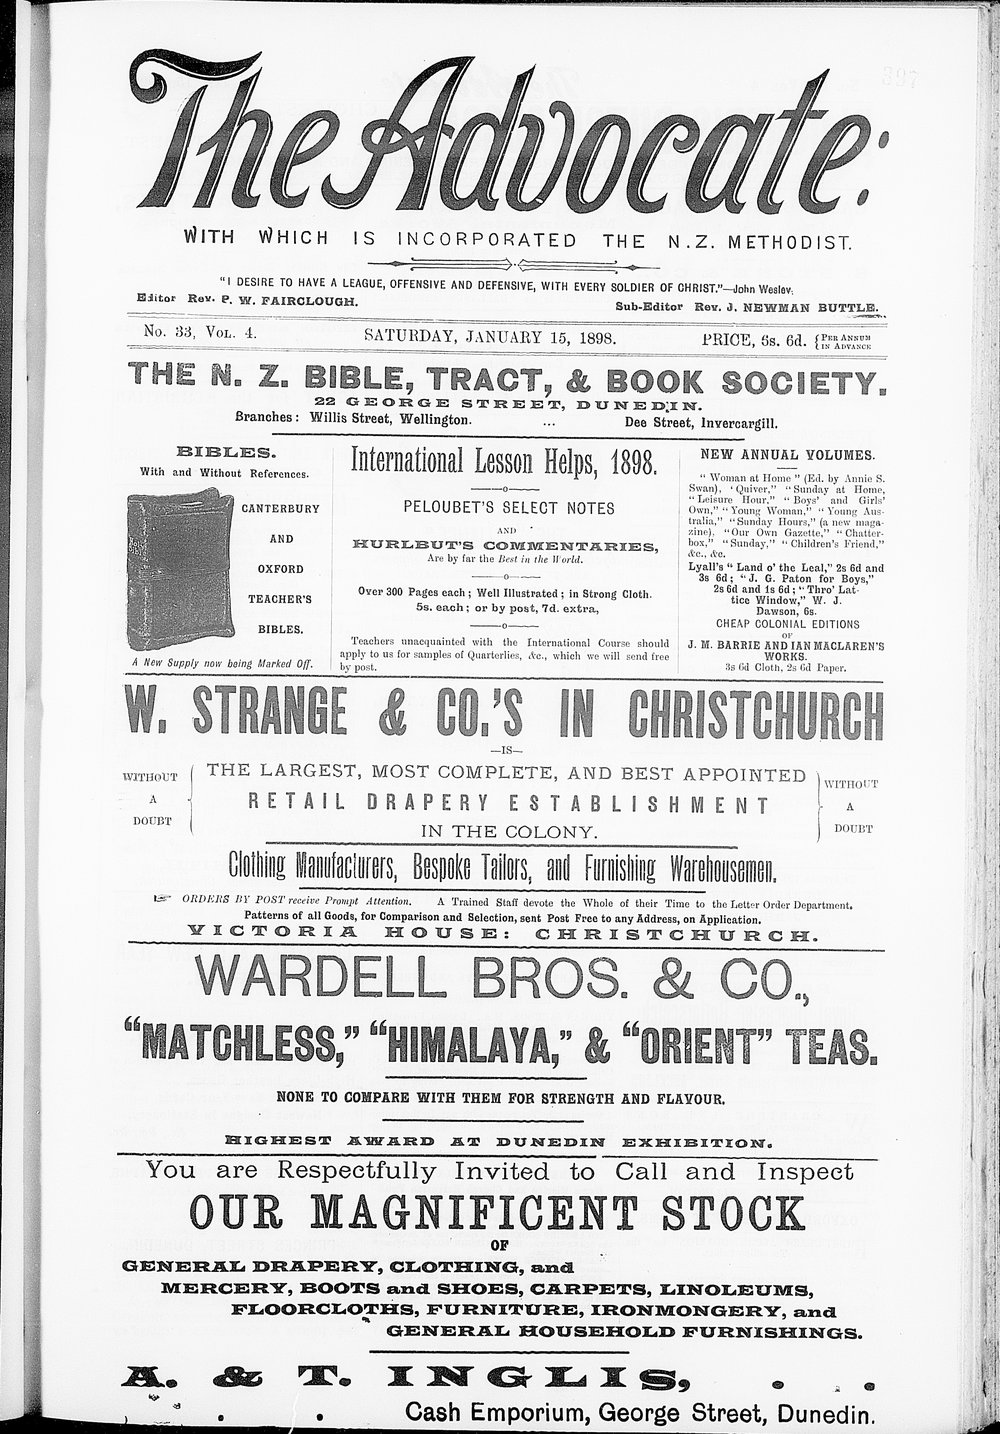 397
The Advocate:
WITH WHICH IS INCORPORATED THE N.Z. METHODIST.
"I DESIRE TO HAVE A LEAGUE, OFFENSIVE AND DEFENSIVE, WITH EVERY SOLDIER OF CHRIST."—John Wesley.
Editor Rev. P. W. FAIRCLOUGH.
Sub-Editor Rev. J. NEWMAN BUTTLE.
No. 33, VOL. 4.
SATURDAY, JANUARY 15, 1898.
PRICE, 6s. 6d. {PER ANNUM
IN ADVANCE
THE N. Z. BIBLE, TRACT, & BOOK SOCIETY.
22 GEORGE STREET, DUNEDIN.
Branches: Willis Street, Wellington. ... Dee Street, Invercargill.
BIBLES.
With and Without References.
CANTERBURY
AND
OXFORD
TEACHER'S
BIBLES.
A New Supply now being Marked Off.
International Lesson Helps, 1898.
—o—
PELOUBET'S SELECT NOTES
AND
HURLBUT'S COMMENTARIES,
Are by far the Best in the World.
—o—
Over 300 Pages each; Well Illustrated; in Strong Cloth.
5s. each; or by post, 7d. extra,
—o—
Teachers unacquainted with the International Course should
apply to us for samples of Quarterlies, &c., which we will send free
by post.
NEW ANNUAL VOLUMES.
"Woman at Home" (Ed. by Annie S.
Swan), 'Quiver," "Sunday at Home,
"Leisure Hour," "Boys' and Girls'
Own," "Young Woman," "Young Aus-
tralia," "Sunday Hours," (a new maga-
zine). "Our Own Gazette," "Chatter-
box," "Sunday," "Children's Friend,"
&c., &c.
Lyall's "Land o' the Leal," 2s 6d and
3s 6d; "J. G. Paton for Boys,"
2s 6d and 1s 6d; "Thro' Lat-
tice Window," W. J.
Dawson, 6s.
CHEAP COLONIAL EDITIONS
OF
J. M. BARRIE AND IAN MACLAREN'S
WORKS.
3s 6d Cloth, 2s 6d Paper.
W. STRANGE & CO.'S IN CHRISTCHURCH
—IS—
WITHOUT
A
DOUBT
THE LARGEST, MOST COMPLETE, AND BEST APPOINTED
RETAIL DRAPERY ESTABLISHMENT
IN THE COLONY.
WITHOUT
A
DOUBT
Clothing Manufacturers, Bespoke Tailors, and Furnishing Warehousemen.
☞ ORDERS BY POST receive Prompt Attention. A Trained Staff devote the Whole of their Time to the Letter Order Department.
Patterns of all Goods, for Comparison and Selection, sent Post Free to any Address, on Application.
VICTORIA HOUSE: CHRISTCHURCH.
WARDELL BROS. & CO.,
"MATCHLESS," "HIMALAYA," & "ORIENT" TEAS.
NONE TO COMPARE WITH THEM FOR STRENGTH AND FLAVOUR.
HIGHEST AWARD AT DUNEDIN EXHIBITION.
You are Respectfully Invited to Call and Inspect
OUR MAGNIFICENT STOCK
OF
GENERAL DRAPERY, CLOTHING, and
MERCERY, BOOTS and SHOES, CARPETS, LINOLEUMS,
FLOORCLOTHS, FURNITURE, IRONMONGERY, and
GENERAL HOUSEHOLD FURNISHINGS.
A. & T. INGLIS, . .
. . Cash Emporium, George Street, Dunedin.